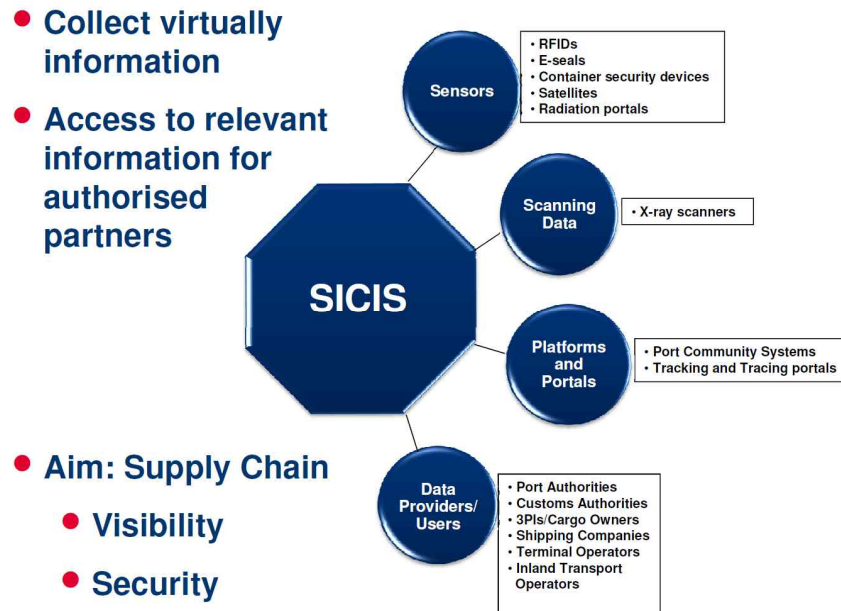 • Collect virtually
information
• Access to relevant
information for
authorised
partners
• Aim: Supply Chain
• Visibility
• Security
SICIS
Sensors
• RFIDs
• E-seals
• Container security devices
• Satellites
• Radiation portals
Scanning
Data
• X-ray scanners
Platforms
and
Portals
• Port Community Systems
• Tracking and Tracing portals
Data
Providers/
Users
• Port Authorities
• Customs Authorities
• 3Pls/Cargo Owners
• Shipping Companies
• Terminal Operators
• Inland Transport
Operators